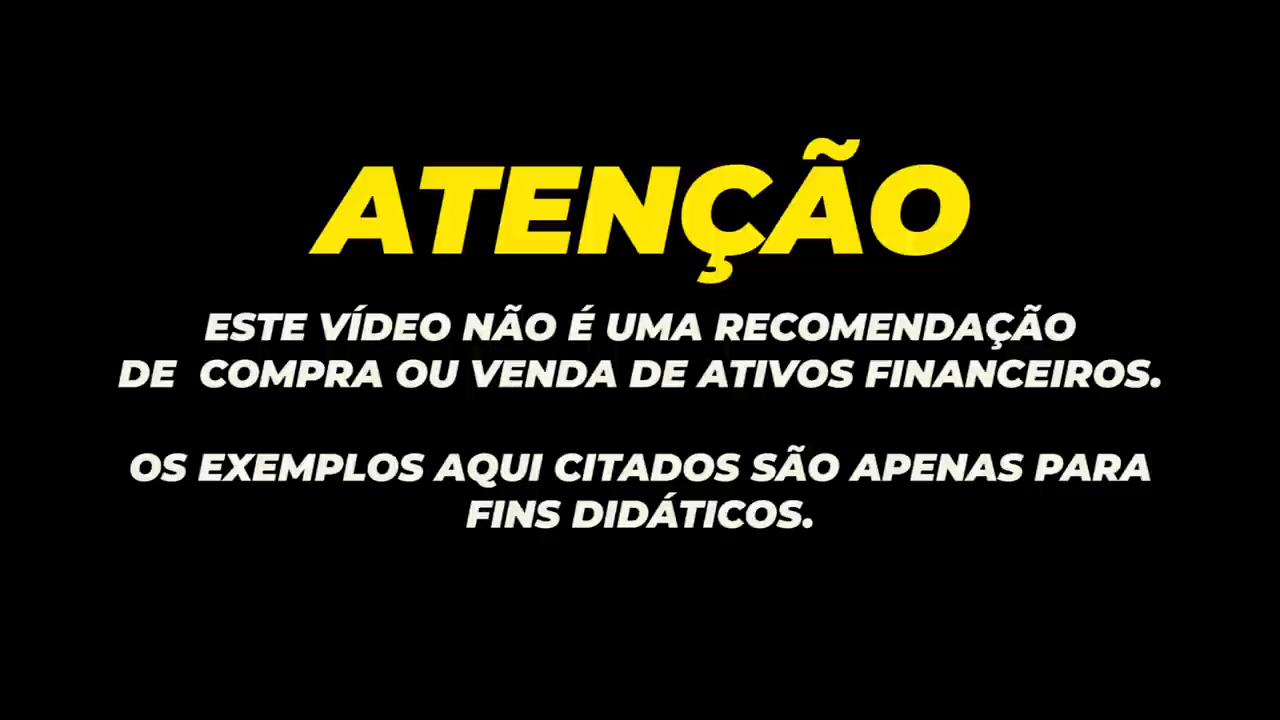 ATENÇÃO
ESTE VÍDEO NÃO É UMA RECOMENDAÇÃO
DE  COMPRA OU VENDA DE ATIVOS FINANCEIROS.
OS EXEMPLOS AQUI CITADOS SÃO APENAS PARA
FINS DIDÁTICOS.